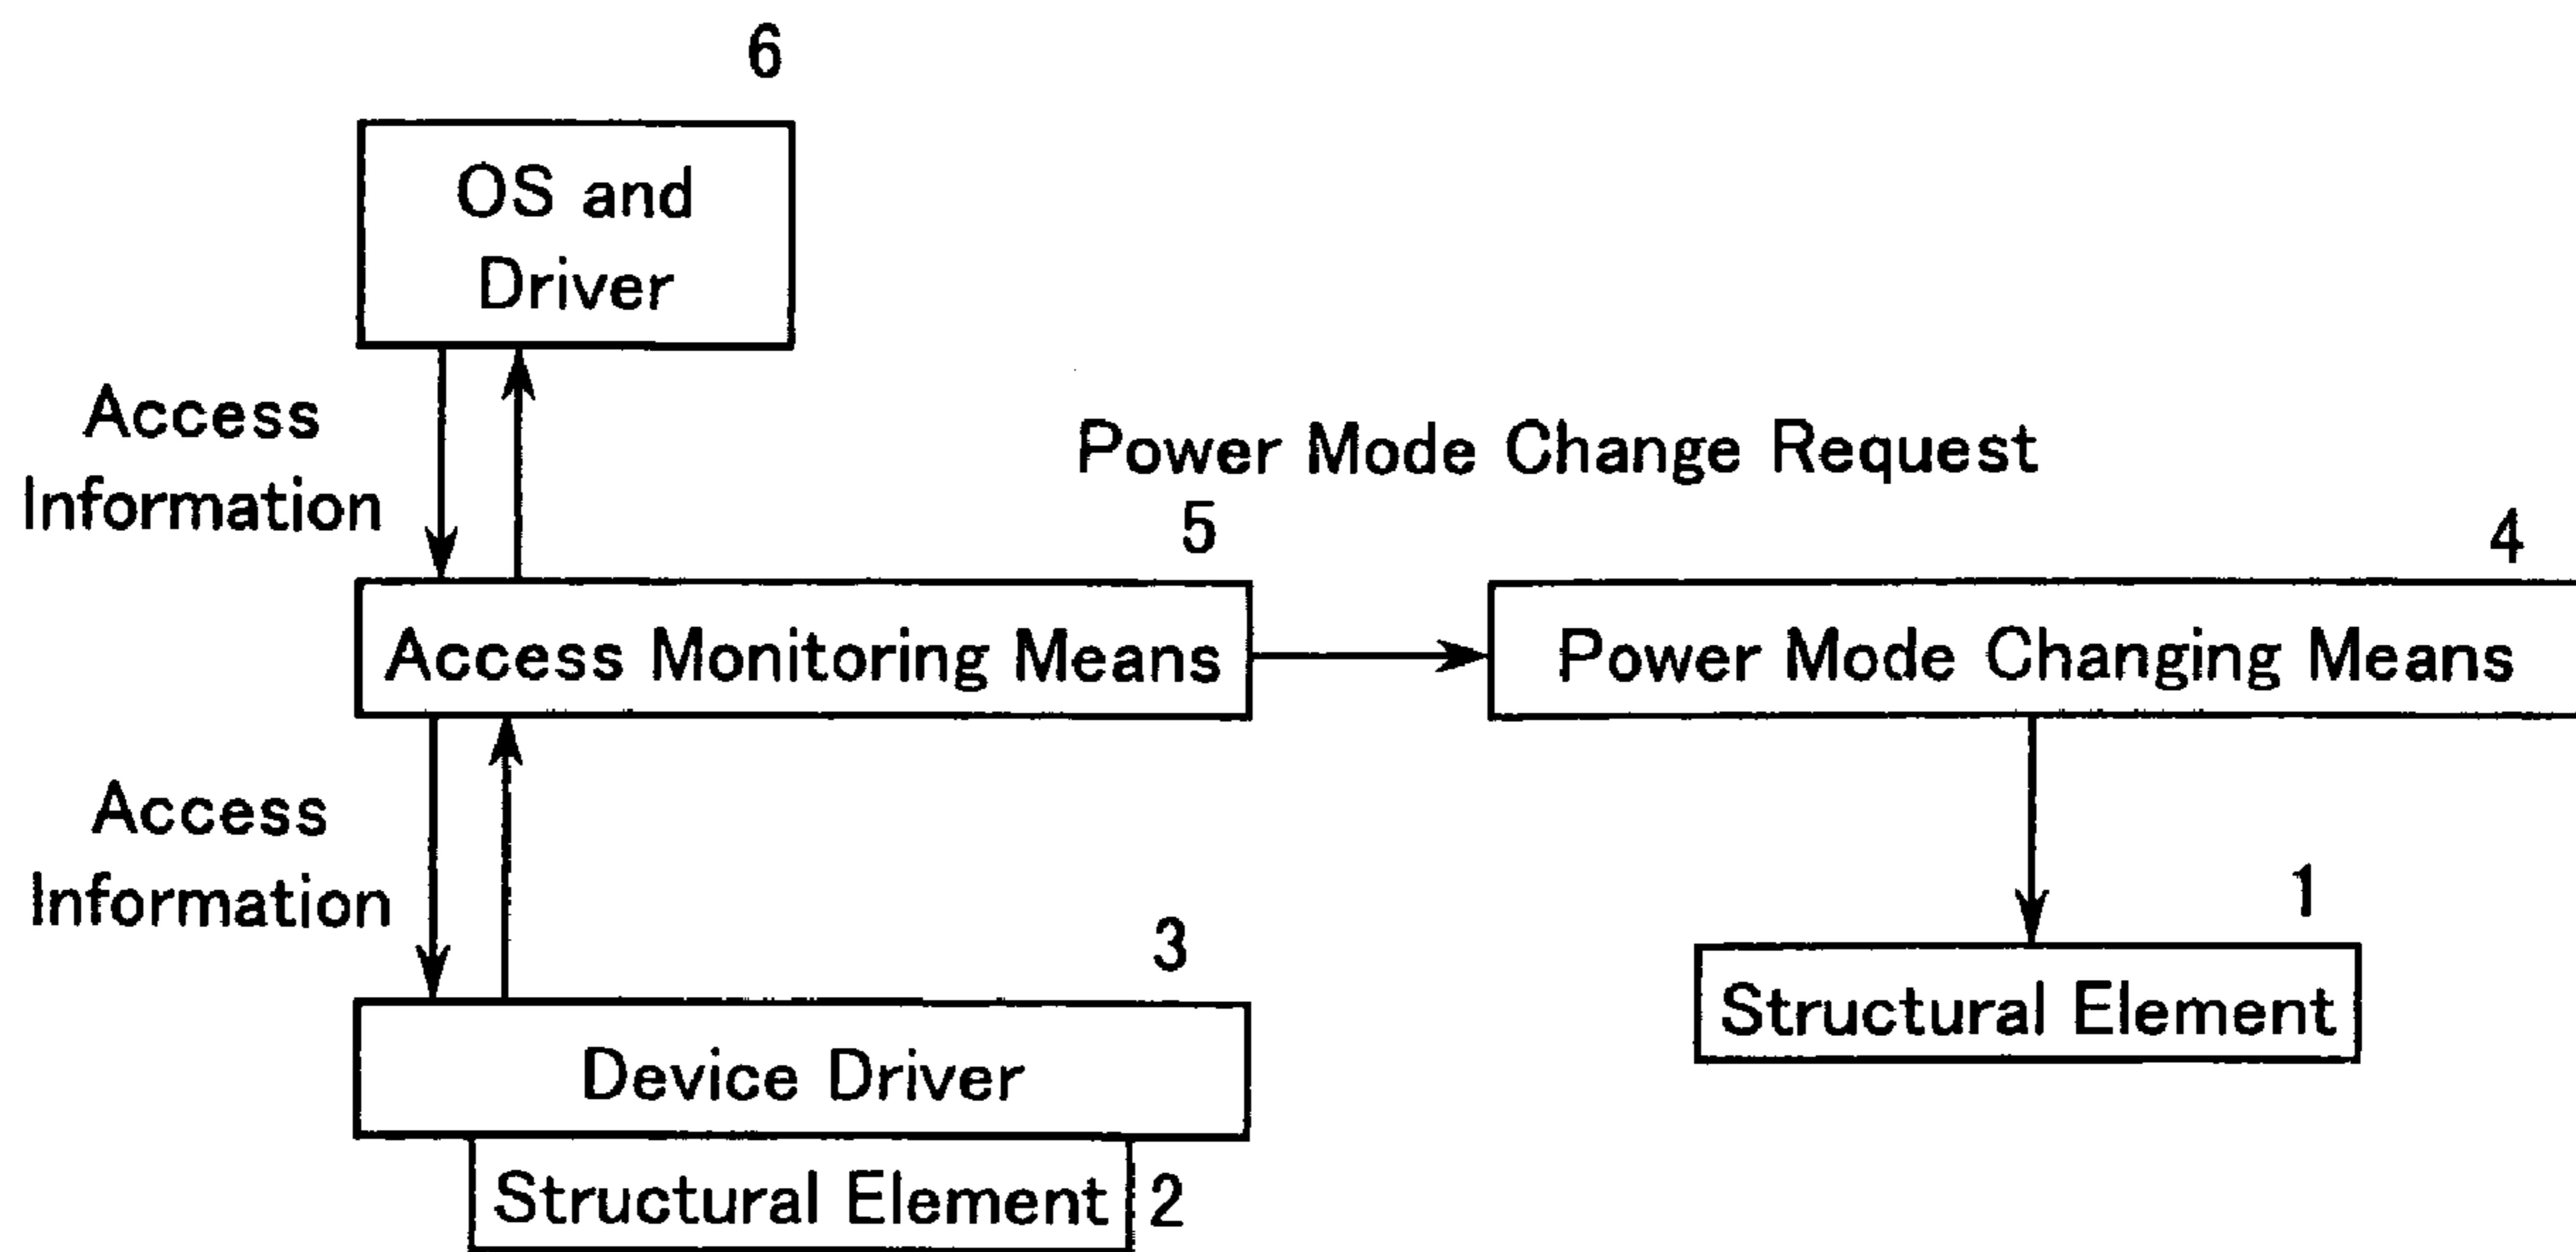 6
OS and
Driver
Access
Information
Power Mode Change Request
5
4
Access Monitoring Means
Power Mode Changing Means
Access
Information
1
3
Structural Element
Device Driver
Structural Element 2